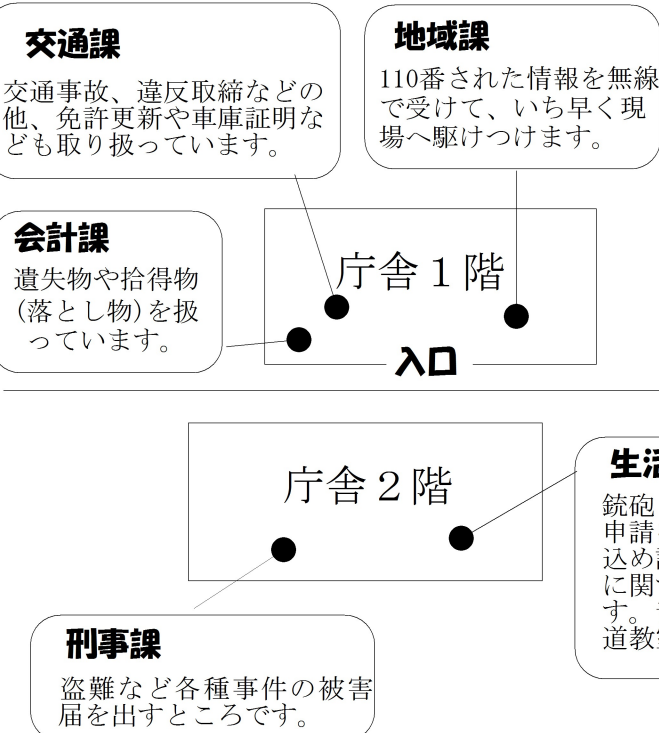 交通課
交通事故、違反取締などの
他、免許更新や車庫証明な
ども取り扱っています。
地域課
110番された情報を無線
で受けて、いち早く現
場へ駆けつけます。
会計課
遺失物や拾得物
(落とし物)を扱
っています。
庁舎1階
入口
庁舎2階
生活
銃砲
申請
込め
に関
す。
道教
刑事課
盗難など各種事件の被害
届を出すところです。